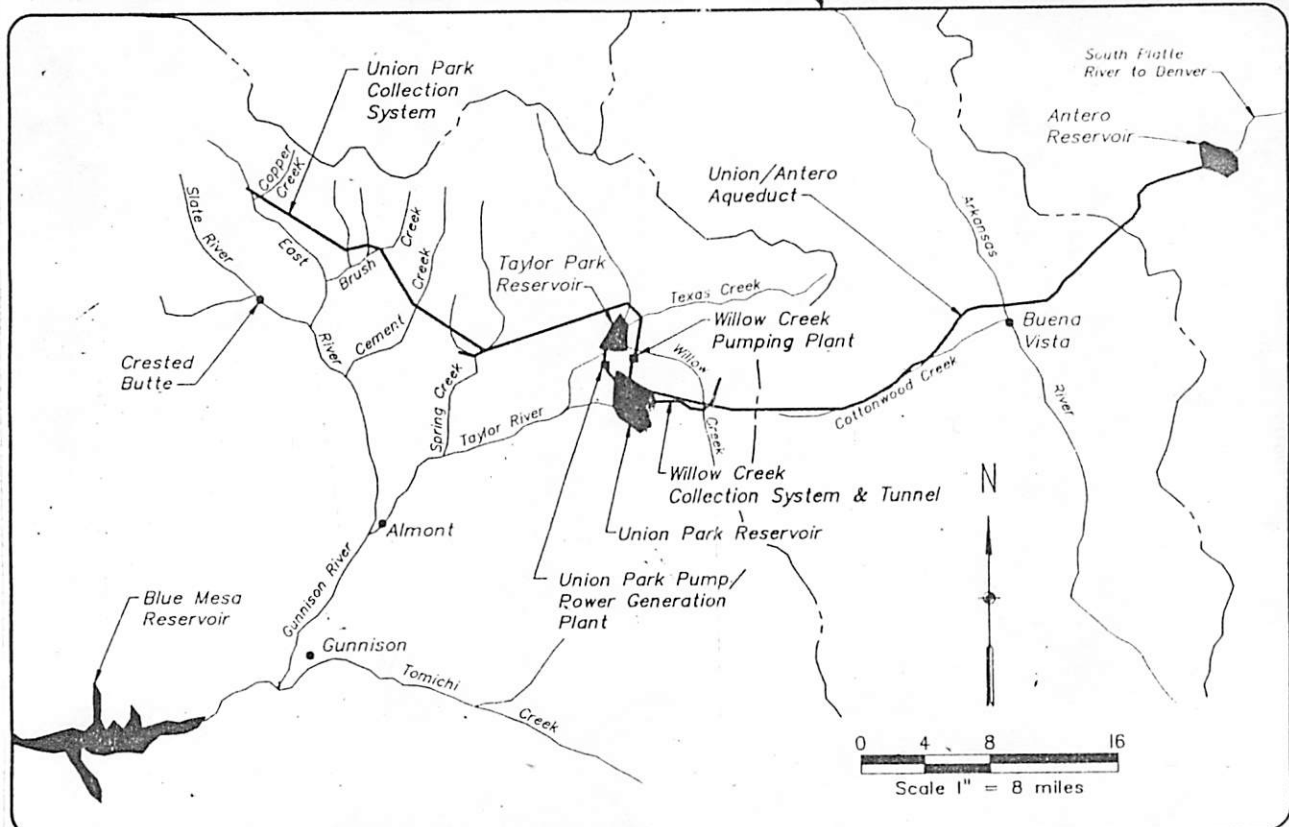 Union Park
Collection
System
South Platte
River to Denver
Antero
Reservoir
Copper
Creek
Slate
River
East
River
Brush
Creek
Cement
Creek
Union/Antero
Aqueduct
Arkansas
River
Taylor Park
Reservoir
Texas Creek
Willow Creek
Pumping Plant
Willow
Creek
Buena
Vista
Crested
Butte
Spring Creek
Taylor River
Cottonwood Creek
Willow Creek
Collection System & Tunnel
N
Almont
Union Park Reservoir
Union Park Pump/
Power Generation
Plant
Blue Mesa
Reservoir
Gunnison River
Gunnison
Tomichi
Creek
0 4 8 16
Scale 1" = 8 miles